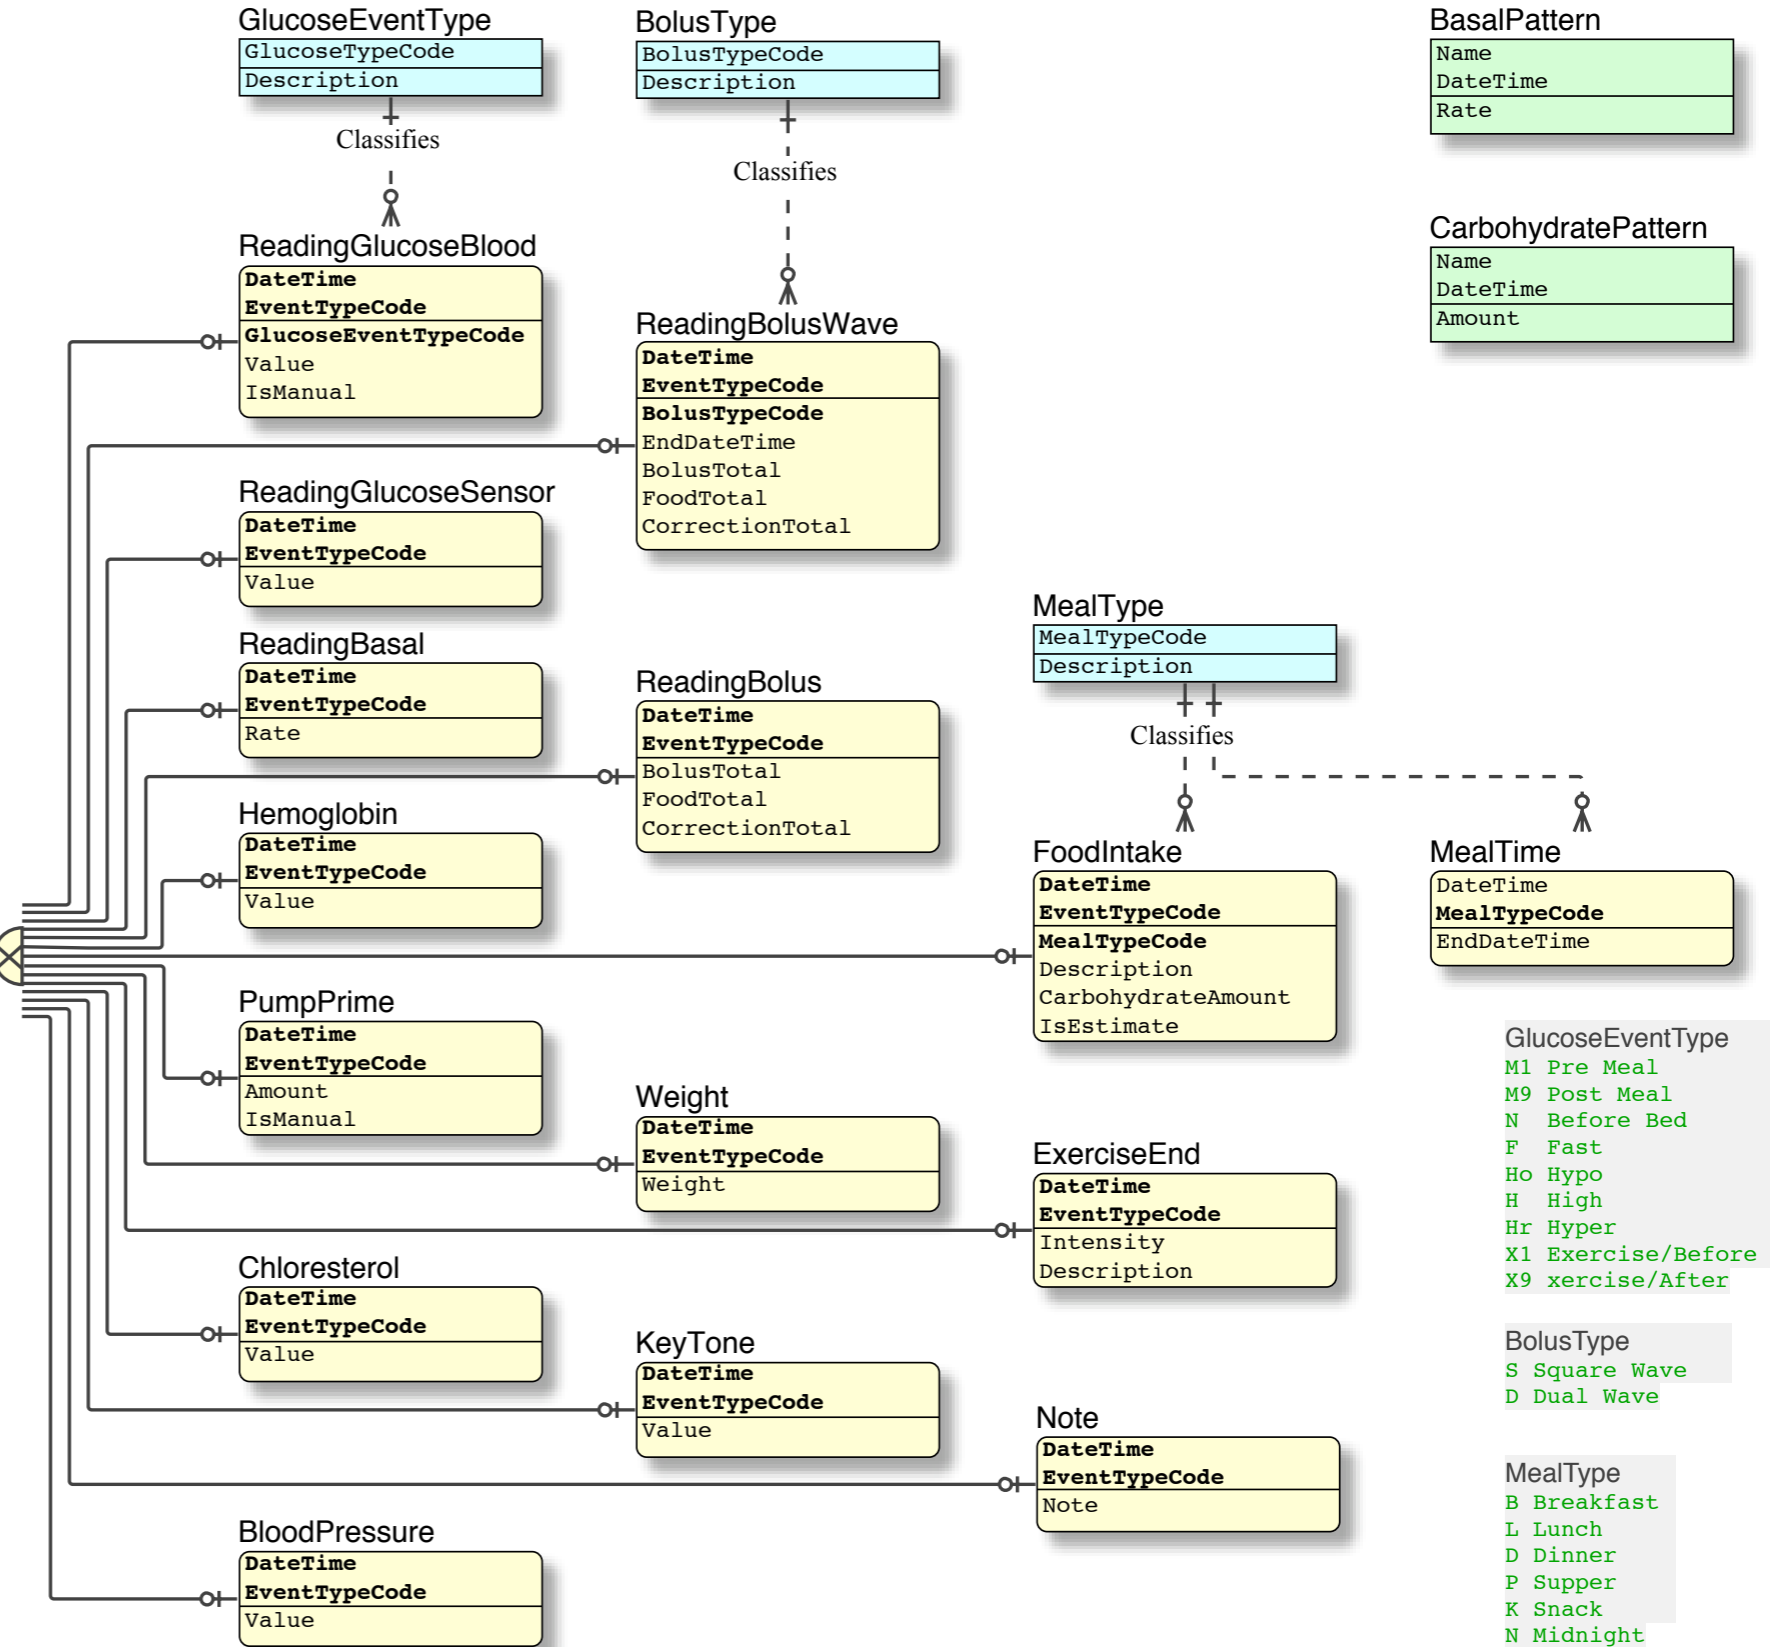 GlucoseEventType
GlucoseTypeCode
Description
Classifies
BolusType
BolusTypeCode
Description
Classifies
BasalPattern
Name
DateTime
Rate
CarbohydratePattern
Name
DateTime
Amount
ReadingGlucoseBlood
DateTime
EventTypeCode
GlucoseEventTypeCode
Value
IsManual
ReadingBolusWave
DateTime
EventTypeCode
BolusTypeCode
EndDateTime
BolusTotal
FoodTotal
CorrectionTotal
ReadingGlucoseSensor
DateTime
EventTypeCode
Value
ReadingBasal
DateTime
EventTypeCode
Rate
ReadingBolus
DateTime
EventTypeCode
BolusTotal
FoodTotal
CorrectionTotal
MealType
MealTypeCode
Description
Classifies
Hemoglobin
DateTime
EventTypeCode
Value
FoodIntake
DateTime
EventTypeCode
MealTypeCode
Description
CarbohydrateAmount
IsEstimate
MealTime
DateTime
MealTypeCode
EndDateTime
PumpPrime
DateTime
EventTypeCode
Amount
IsManual
Weight
DateTime
EventTypeCode
Weight
ExerciseEnd
DateTime
EventTypeCode
Intensity
Description
Chloresterol
DateTime
EventTypeCode
Value
KeyTone
DateTime
EventTypeCode
Value
Note
DateTime
EventTypeCode
Note
BloodPressure
DateTime
EventTypeCode
Value
GlucoseEventType
M1 Pre Meal
M9 Post Meal
N Before Bed
F Fast
Ho Hypo
H High
Hr Hyper
X1 Exercise/Before
X9 xercise/After
BolusType
S Square Wave
D Dual Wave
MealType
B Breakfast
L Lunch
D Dinner
P Supper
K Snack
N Midnight